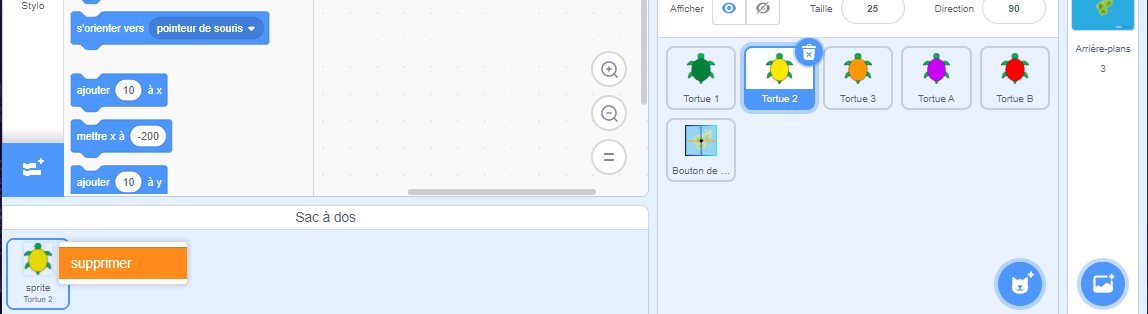 Stylo
s'orienter vers pointeur de souris
ajouter 10 à x
mettre x à -200
ajouter 10 à y
Afficher
Taille 25
Direction 90
Tortue 1
Tortue 2
Tortue 3
Tortue A
Tortue B
Bouton de ...
Arrière-plans
3
Sac à dos
supprimer
sprite
Tortue 2